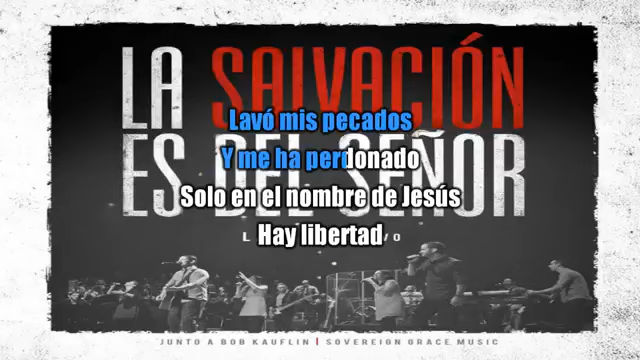 LA SALVACIÓN
Lavó mis pecados
ES DEL SEÑOR
Y me ha perdonado
Solo en el nombre de Jesús
Hay libertad
JUNTO A BOB KAUFLIN | SOVEREIGN GRACE MUSIC